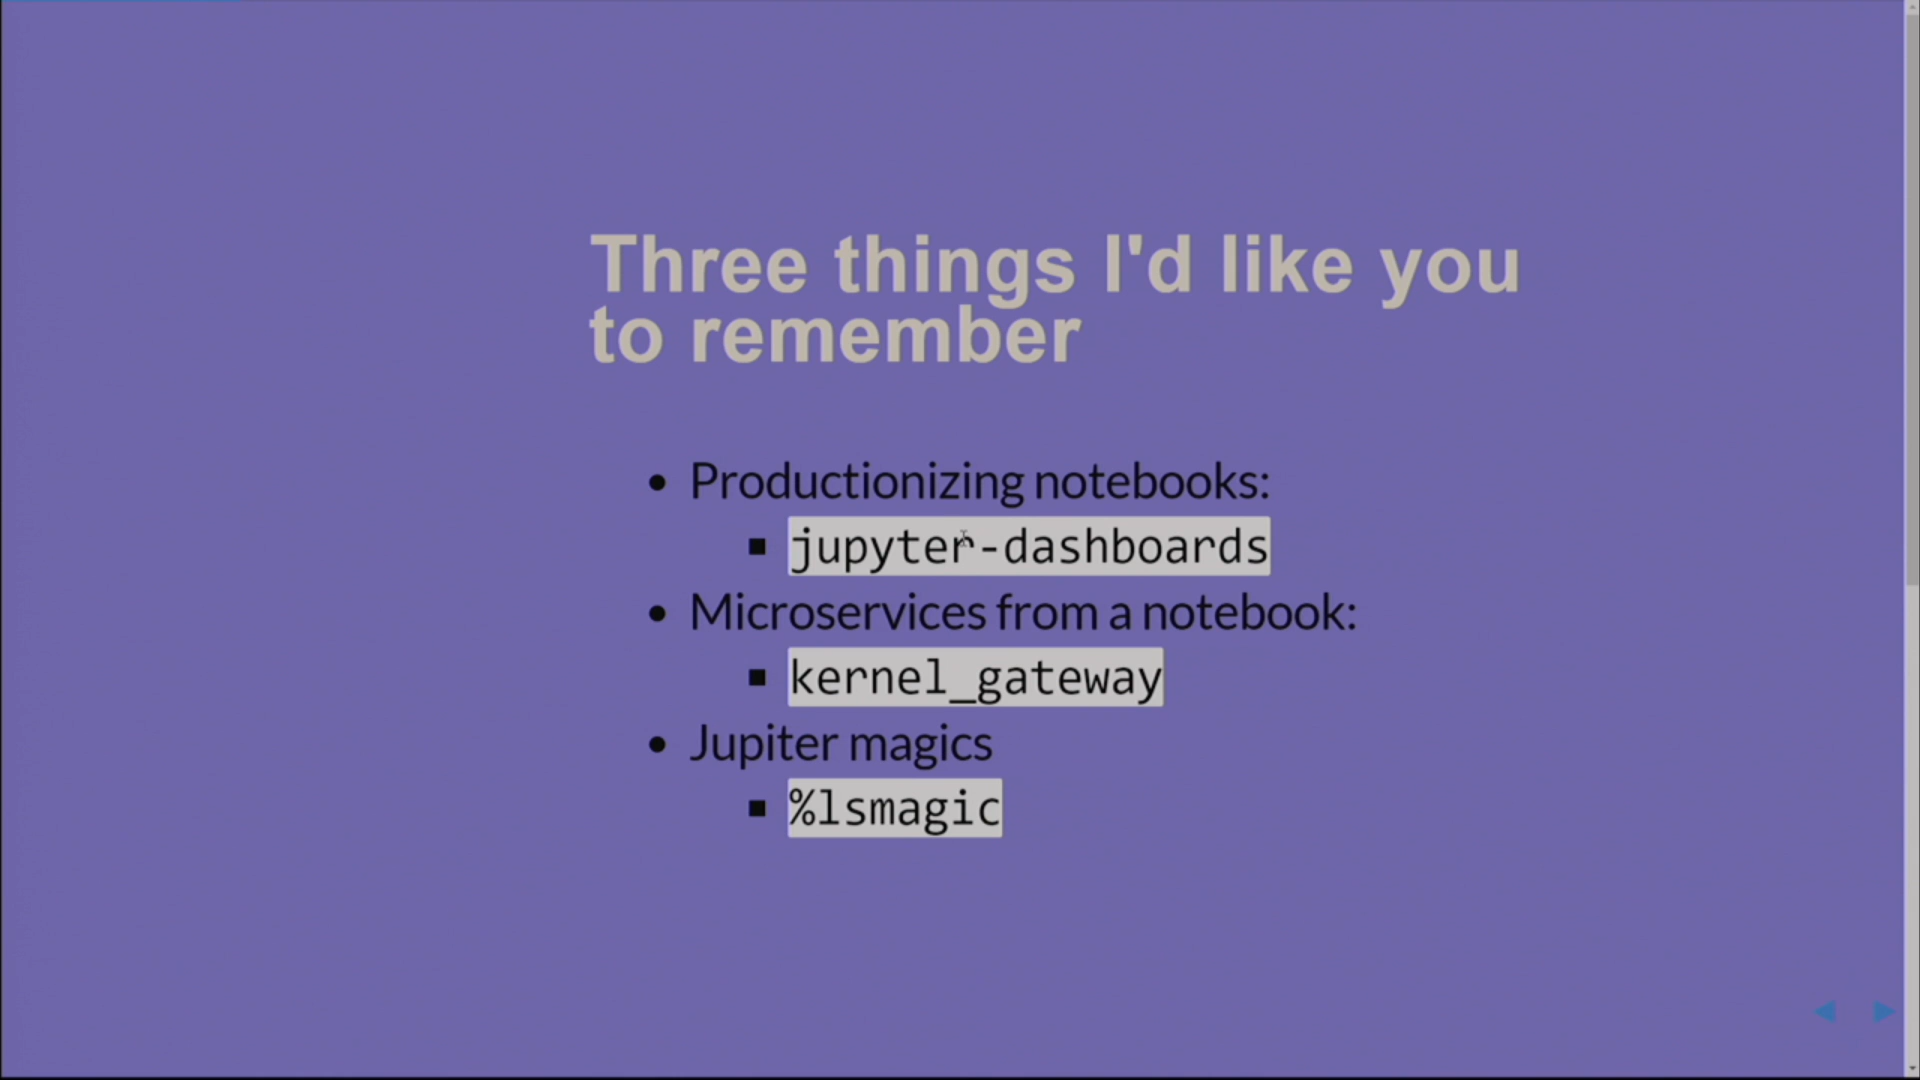 Three things I'd like you
to remember
Productionizing notebooks:
jupyter-dashboards
Microservices from a notebook:
kernel_gateway
Jupiter magics
%lsmagic